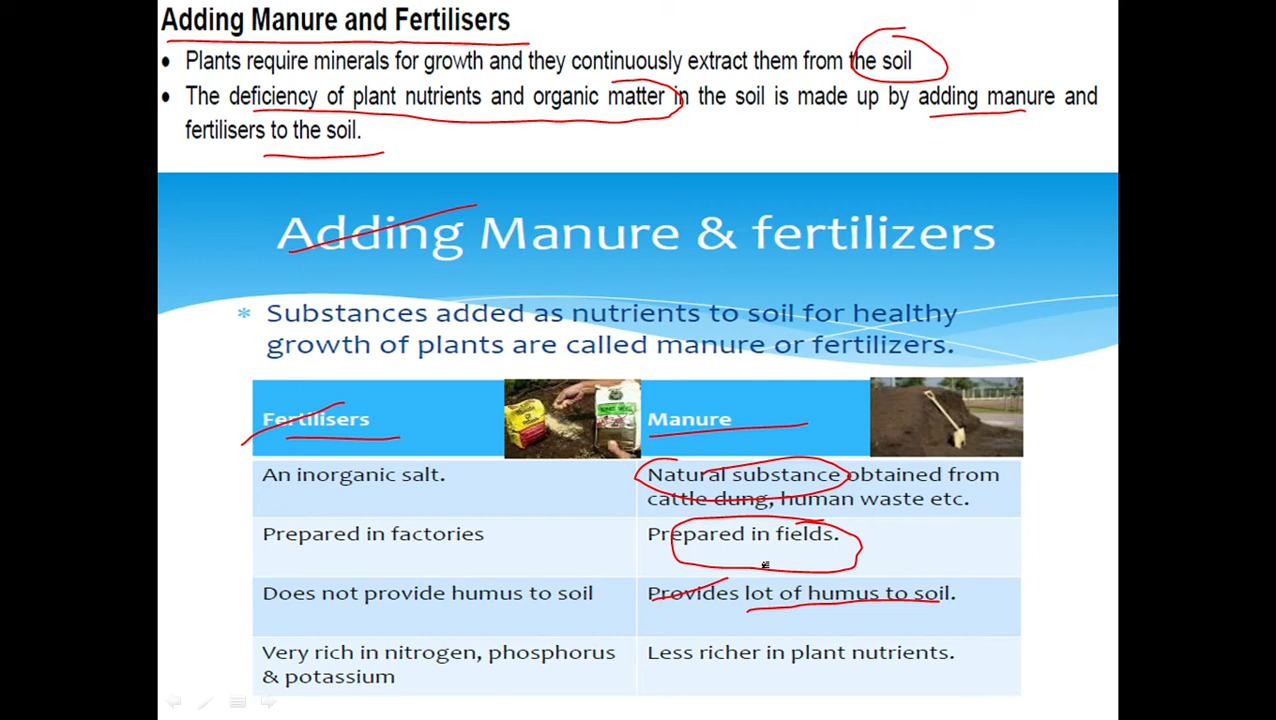 Adding Manure and Fertilisers
• Plants require minerals for growth and they continuously extract them from the soil
• The deficiency of plant nutrients and organic matter in the soil is made up by adding manure and
fertilisers to the soil.
Adding Manure & fertilizers
* Substances added as nutrients to soil for healthy
growth of plants are called manure or fertilizers.
Fertilisers
Manure
An inorganic salt.
Natural substance obtained from
cattle dung, human waste etc.
Prepared in factories
Prepared in fields.
Does not provide humus to soil
Provides lot of humus to soil.
Very rich in nitrogen, phosphorus
& potassium
Less richer in plant nutrients.